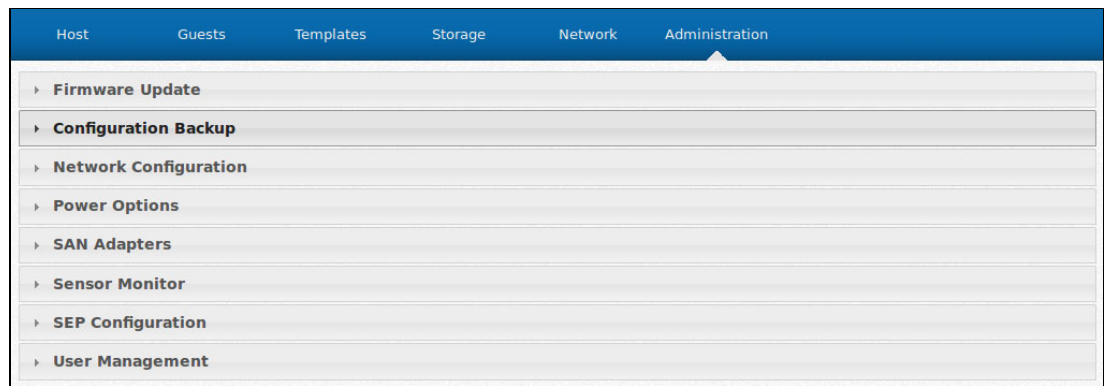 Host Guests Templates Storage Network Administration
Firmware Update
Configuration Backup
Network Configuration
Power Options
SAN Adapters
Sensor Monitor
SEP Configuration
User Management